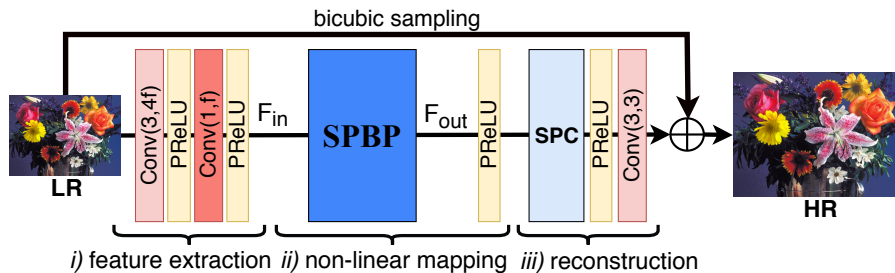 bicubic sampling
LR
Conv(3,4f)
PReLU
Conv(1,f)
PReLU
F_in
SPBP
F_out
PReLU
SPC
PReLU
Conv(3,3)
HR
i) feature extraction
ii) non-linear mapping
iii) reconstruction